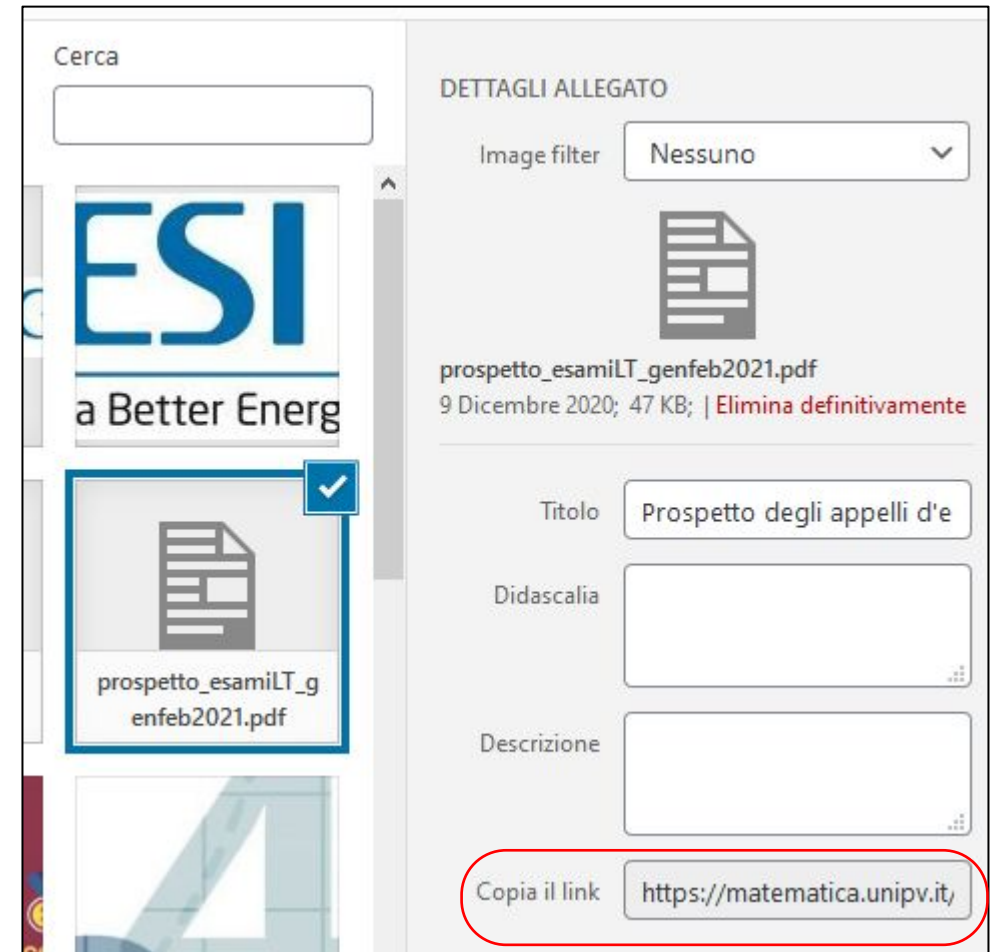 Cerca
ESI
a Better Energ
prospetto_esamiLT_g
enfeb2021.pdf
DETTAGLI ALLEGATO
Image filter
Nessuno
prospetto_esamiLT_genfeb2021.pdf
9 Dicembre 2020; 47 KB; | Elimina definitivamente
Titolo
Prospetto degli appelli d'e
Didascalia
Descrizione
Copia il link
https://matematica.unipv.it/